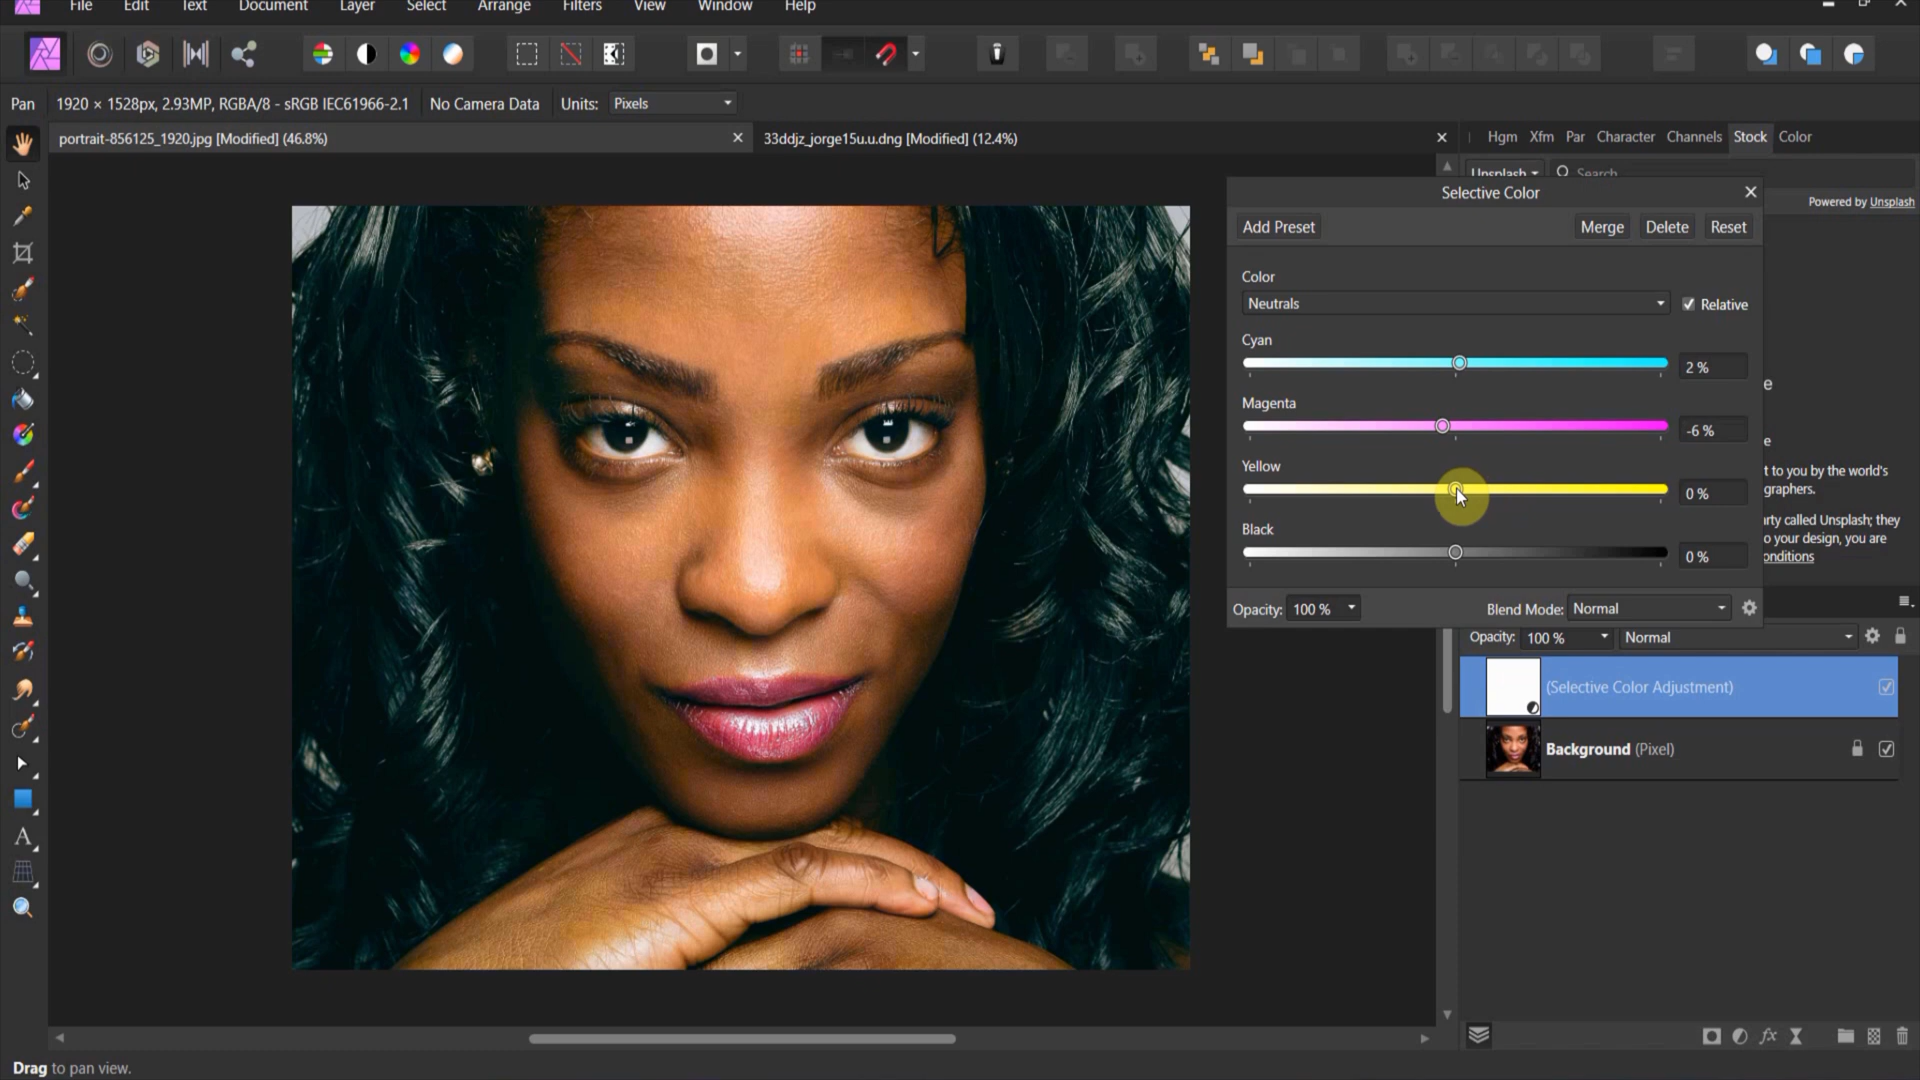 File Edit Text Document Layer Select Arrange Filters View Window Help
Pan 1920 × 1528px, 2.93MP, RGBA/8 - sRGB IEC61966-2.1 No Camera Data Units: Pixels
portrait-856125_1920.jpg [Modified] (46.8%) 33ddjz_jorge15u.u.dng [Modified] (12.4%)
Hgm Xfm Par Character Channels Stock Color
Unsplash Search
Powered by Unsplash
Selective Color
Add Preset Merge Delete Reset
Color
Neutrals Relative
Cyan
2 %
Magenta
-6 %
Yellow
0 %
Black
0 %
Opacity: 100 % Blend Mode: Normal
e
e
t to you by the world's
graphers.
arty called Unsplash; they
o your design, you are
onditions
Opacity: 100 % Normal
(Selective Color Adjustment)
Background (Pixel)
Drag to pan view.